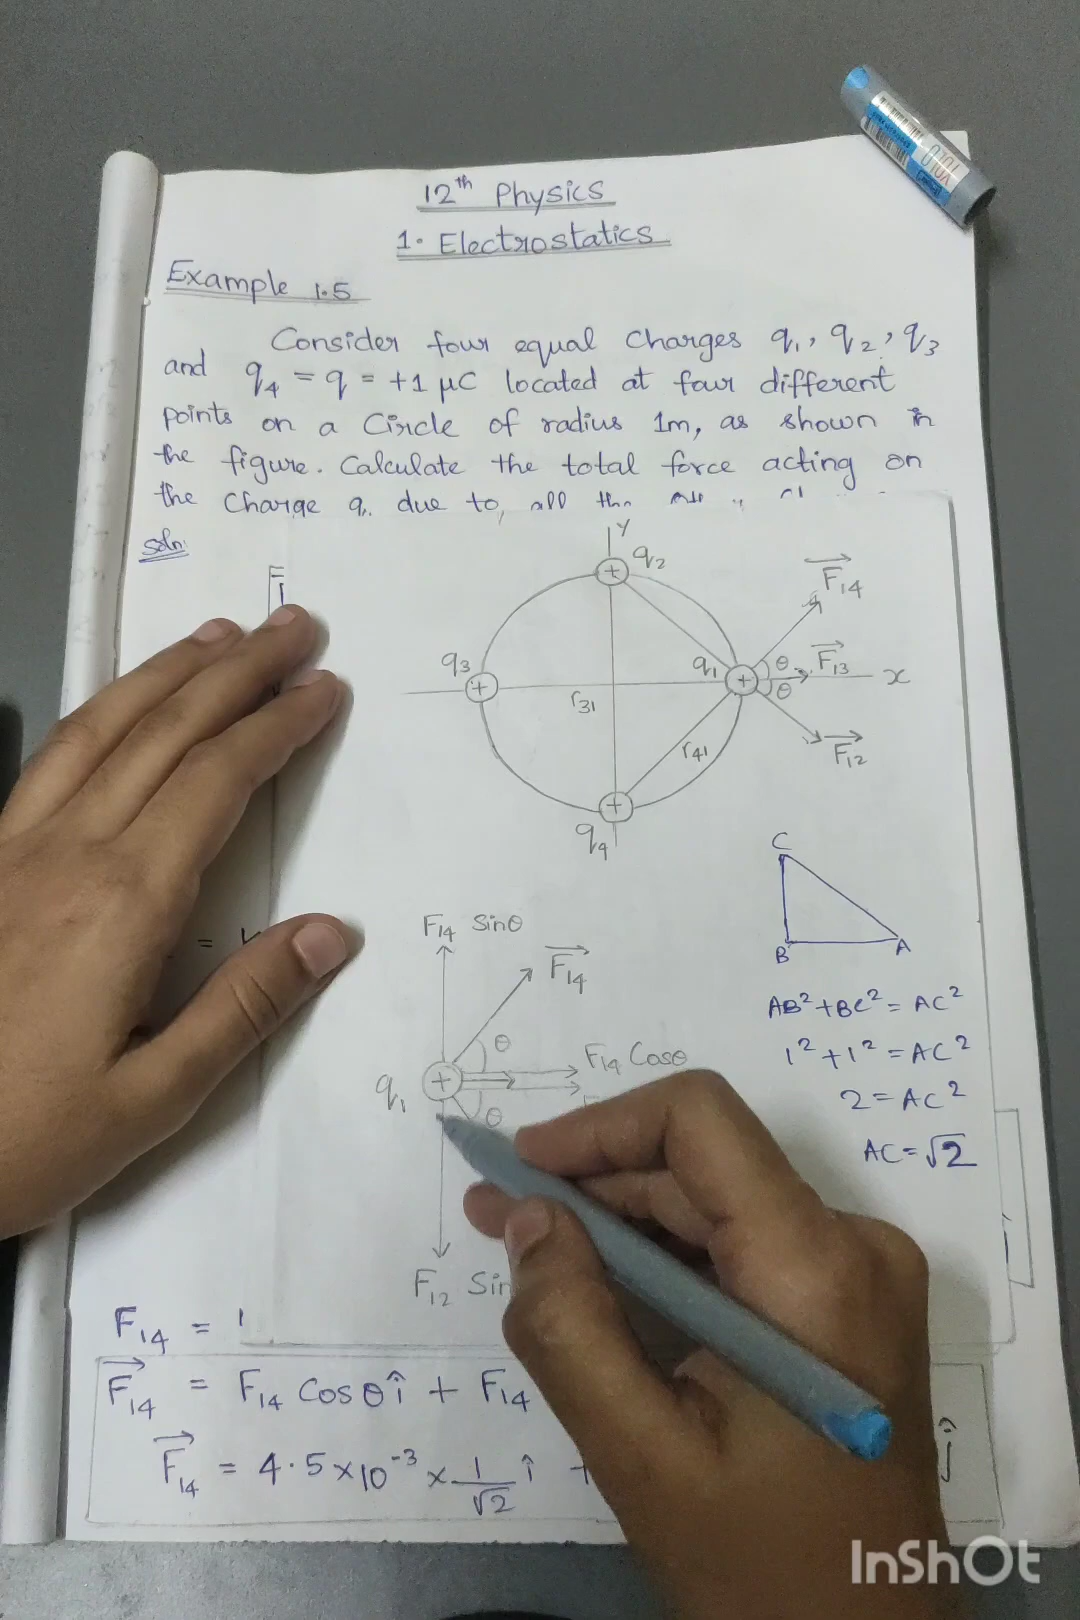 12th Physics
1. Electrostatics
Example 1.5
Consider four equal charges q1, q2, q3
and q4 = q = +1 μC located at four different
points on a Circle of radius 1m, as shown in
the figure. Calculate the total force acting on
the Charge q1 due to all the
Soln:
Y
q2
F14
q3
q1
θ
F13
x
r31
θ
r41
F12
q4
C
B
A
F14 Sinθ
F14
AB²+BC² = AC²
θ
F14 Cosθ
1²+1² = AC²
q1
θ
2 = AC²
AC = √2
F12 Sin
F14 =
F14 = F14 Cosθ î + F14
F14 = 4.5×10⁻³ × 1/√2 î +
ĵ
YOLO
InShOt